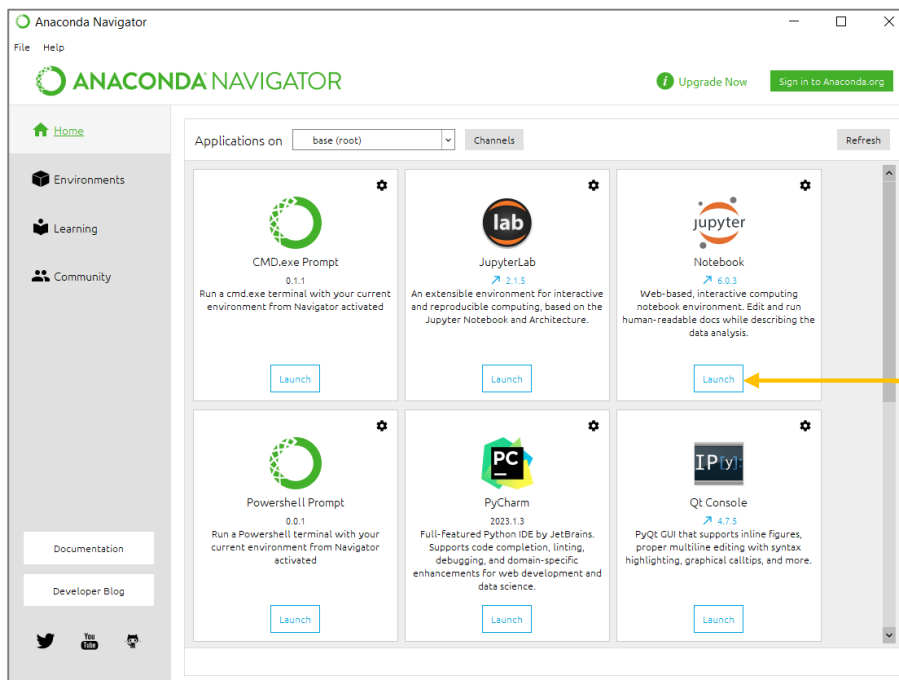 Anaconda Navigator
File Help
ANACONDA NAVIGATOR
i Upgrade Now
Sign in to Anaconda.org
Home
Environments
Learning
Community
Documentation
Developer Blog
You
Tube
Applications on base (root) Channels Refresh
CMD.exe Prompt
0.1.1
Run a cmd.exe terminal with your current
environment from Navigator activated
Launch
lab
JupyterLab
2.1.5
An extensible environment for interactive
and reproducible computing, based on the
Jupyter Notebook and Architecture.
Launch
jupyter
Notebook
6.0.3
Web-based, interactive computing
notebook environment. Edit and run
human-readable docs while describing the
data analysis.
Launch
Powershell Prompt
0.0.1
Run a Powershell terminal with your
current environment from Navigator
activated
Launch
PC
PyCharm
2023.1.3
Full-featured Python IDE by JetBrains.
Supports code completion, linting,
debugging, and domain-specific
enhancements for web development and
data science.
Launch
IP[y]:
Qt Console
4.7.5
PyQt GUI that supports inline figures,
proper multiline editing with syntax
highlighting, graphical calltips, and more.
Launch